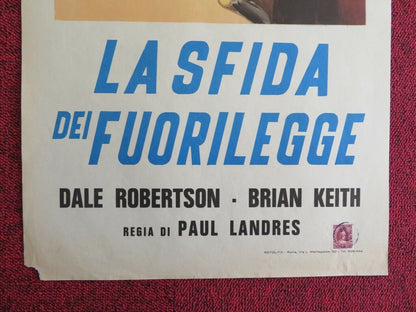 LA SFIDA
DEI FUORILEGGE
DALE ROBERTSON · BRIAN KEITH
REGIA DI PAUL LANDRES